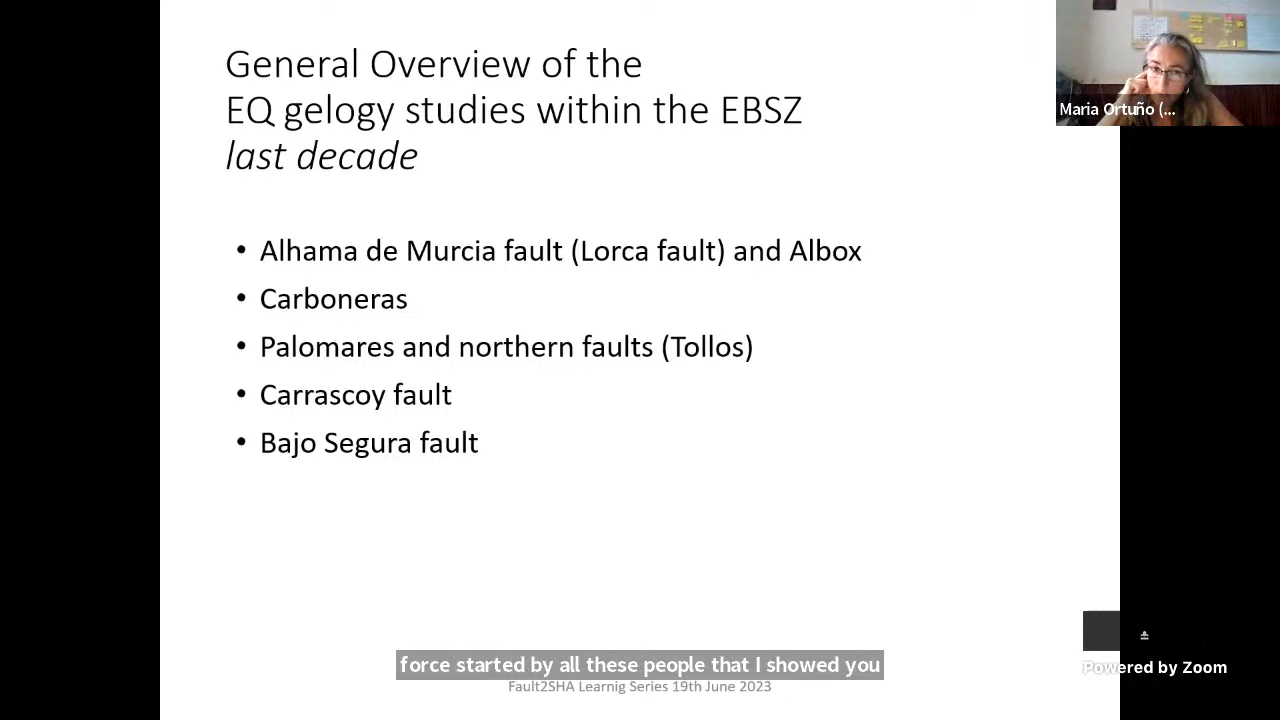 General Overview of the
EQ gelogy studies within the EBSZ
last decade
Maria Ortuño (...
• Alhama de Murcia fault (Lorca fault) and Albox
• Carboneras
• Palomares and northern faults (Tollos)
• Carrascoy fault
• Bajo Segura fault
force started by all these people that I showed you
Fault2SHA Learnig Series 19th June 2023
Powered by Zoom